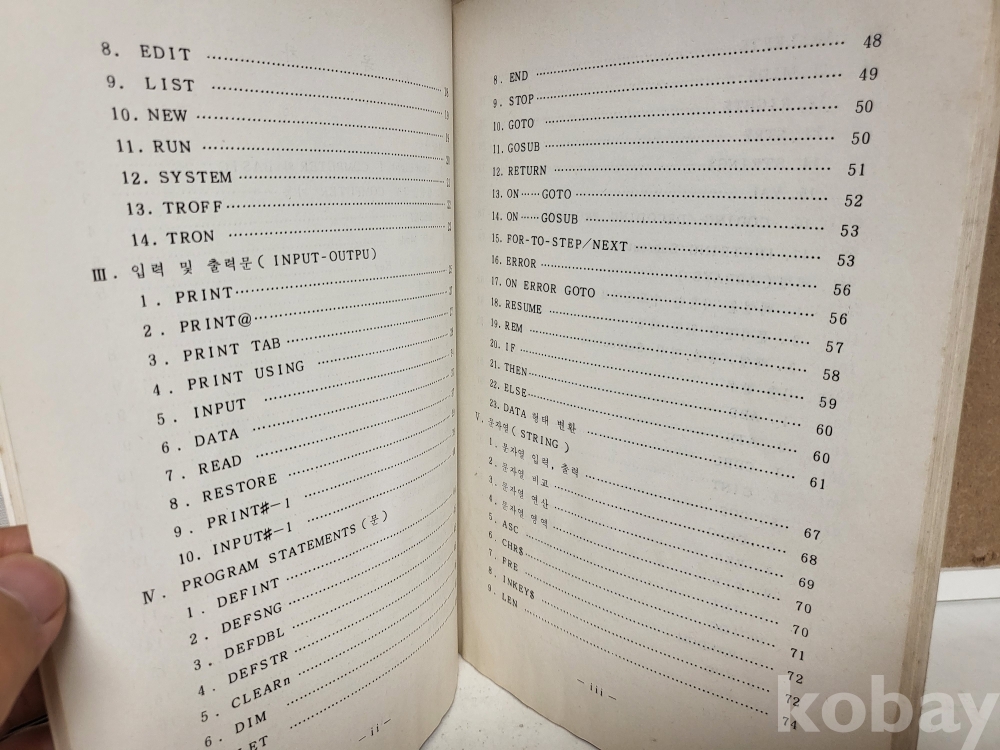 8. EDIT
9. LIST
10. NEW
11. RUN
12. SYSTEM
13. TROFF
14. TRON
Ⅲ. 입력 및 출력문( INPUT-OUTPU)
1. PRINT
2. PRINT@
3. PRINT TAB
4. PRINT USING
5. INPUT
6. DATA
7. READ
8. RESTORE
9. PRINT#−1
10. INPUT#−1
Ⅳ. PROGRAM STATEMENTS(문)
1. DEFINT
2. DEFSNG
3. DEFDBL
4. DEFSTR
5. CLEARn
6. DIM
LET
− ii −
8. END 48
9. STOP 49
10. GOTO 50
11. GOSUB 50
12. RETURN 51
13. ON……GOTO 52
14. ON……GOSUB 53
15. FOR-TO-STEP/NEXT 53
16. ERROR 56
17. ON ERROR GOTO 56
18. RESUME 57
19. REM 58
20. IF 59
21. THEN 60
22. ELSE 60
23. DATA 형태 변환 61
Ⅴ. 문자열( STRING )
1. 문자열 입력, 출력 67
2. 문자열 비교 68
3. 문자열 연산 69
4. 문자열 영역 70
5. ASC 70
6. CHR$ 71
7. FRE 72
8. INKEY$ 72
9. LEN 74
− iii −
kobay